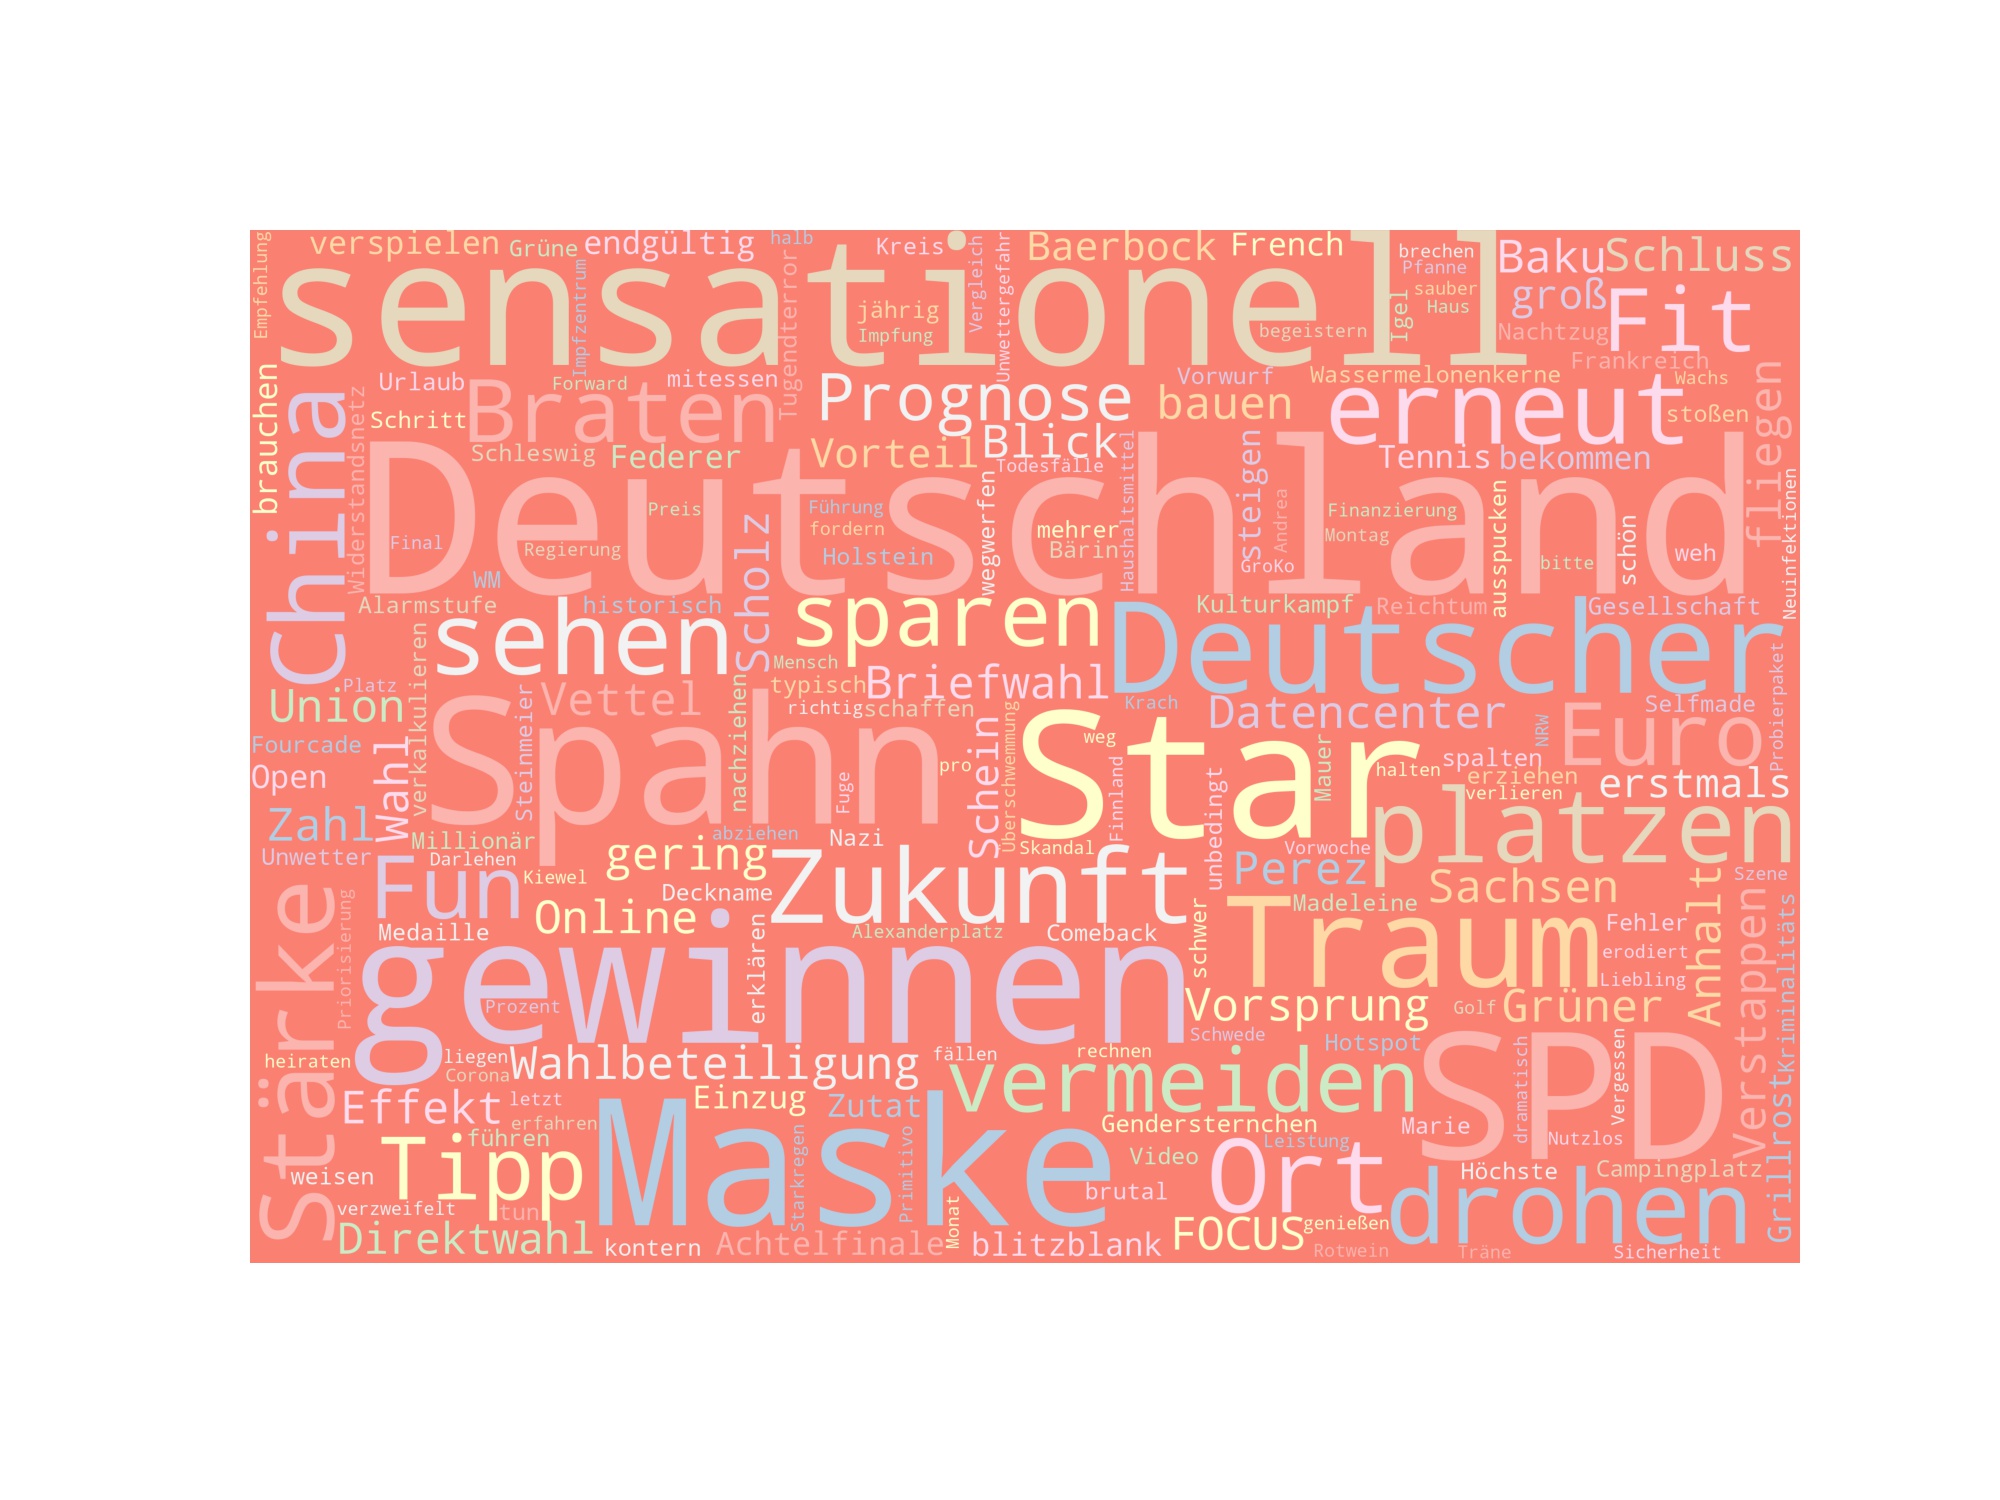 Empfehlung
verspielen
Grüne
endgültig
halb
Kreis
Vergleich
Unwettergefahr
Baerbock
French
brechen
Pfanne
sauber
Haus
Baku
Schluss
sensationell
Impfzentrum
Tugendterror
jährig
Impfung
begeistern
Igel
groß
Fit
Nachtzug
Frankreich
brauchen
China
Urlaub
Schritt
Widerstandsnetz
Braten
Forward
mitessen
Prognose
Vorwurf
bauen
Wassermelonenkerne
erneut
Wachs
stoßen
fliegen
Schleswig
Federer
Vorteil
Blick
Todesfälle
Haushaltsmittel
steigen
Tennis
bekommen
Deutschland
Final
WM
Regierung
Preis
Scholz
Führung
fordern
Holstein
wegwerfen
mehrer
Bärin
Andrea
GroKo
Finanzierung
Montag
ausspucken
bitte
schön
weh
Neuinfektionen
Alarmstufe
historisch
sehen
sparen
Kulturkampf
Reichtum
Gesellschaft
Deutscher
verkalkulieren
Mensch
typisch
richtig
schaffen
Briefwahl
Krach
Platz
Union
Steinmeier
Vettel
nachziehen
Schein
Überschwemmung
Datencenter
Selfmade
Probierpaket
Fourcade
Open
Wahl
Spahn
pro
Fuge
weg
Star
Finnland
Mauer
halten
spalten
NRW
Euro
erziehen
verlieren
erstmals
Zahl
Unwetter
Millionär
Darlehen
abziehen
Nazi
Skandal
unbedingt
Vorwoche
platzen
Szene
Fun
Kiewel
gering
Deckname
Zukunft
Perez
Sachsen
Stärke
Priorisierung
Medaille
Online
erklären
Alexanderplatz
Comeback
schwer
Madeleine
Traum
Fehler
erodiert
Liebling
Anhalt
Verstappen
Kriminalitäts
gewinnen
Prozent
Vorsprung
Golf
Grüner
heiraten
liegen
Corona
Wahlbeteiligung
fällen
rechnen
Schwede
Hotspot
SPD
dramatisch
Vergessen
Effekt
letzt
erfahren
Einzug
Zutat
vermeiden
Gendersternchen
Marie
Nutzlos
Grillrost
weisen
Tipp
führen
Maske
Starkregen
Primitivo
Video
Leistung
Ort
Höchste
Campingplatz
verzweifelt
tun
brutal
Monat
genießen
drohen
Direktwahl
kontern
Achtelfinale
blitzblank
FOCUS
Rotwein
Träne
Sicherheit